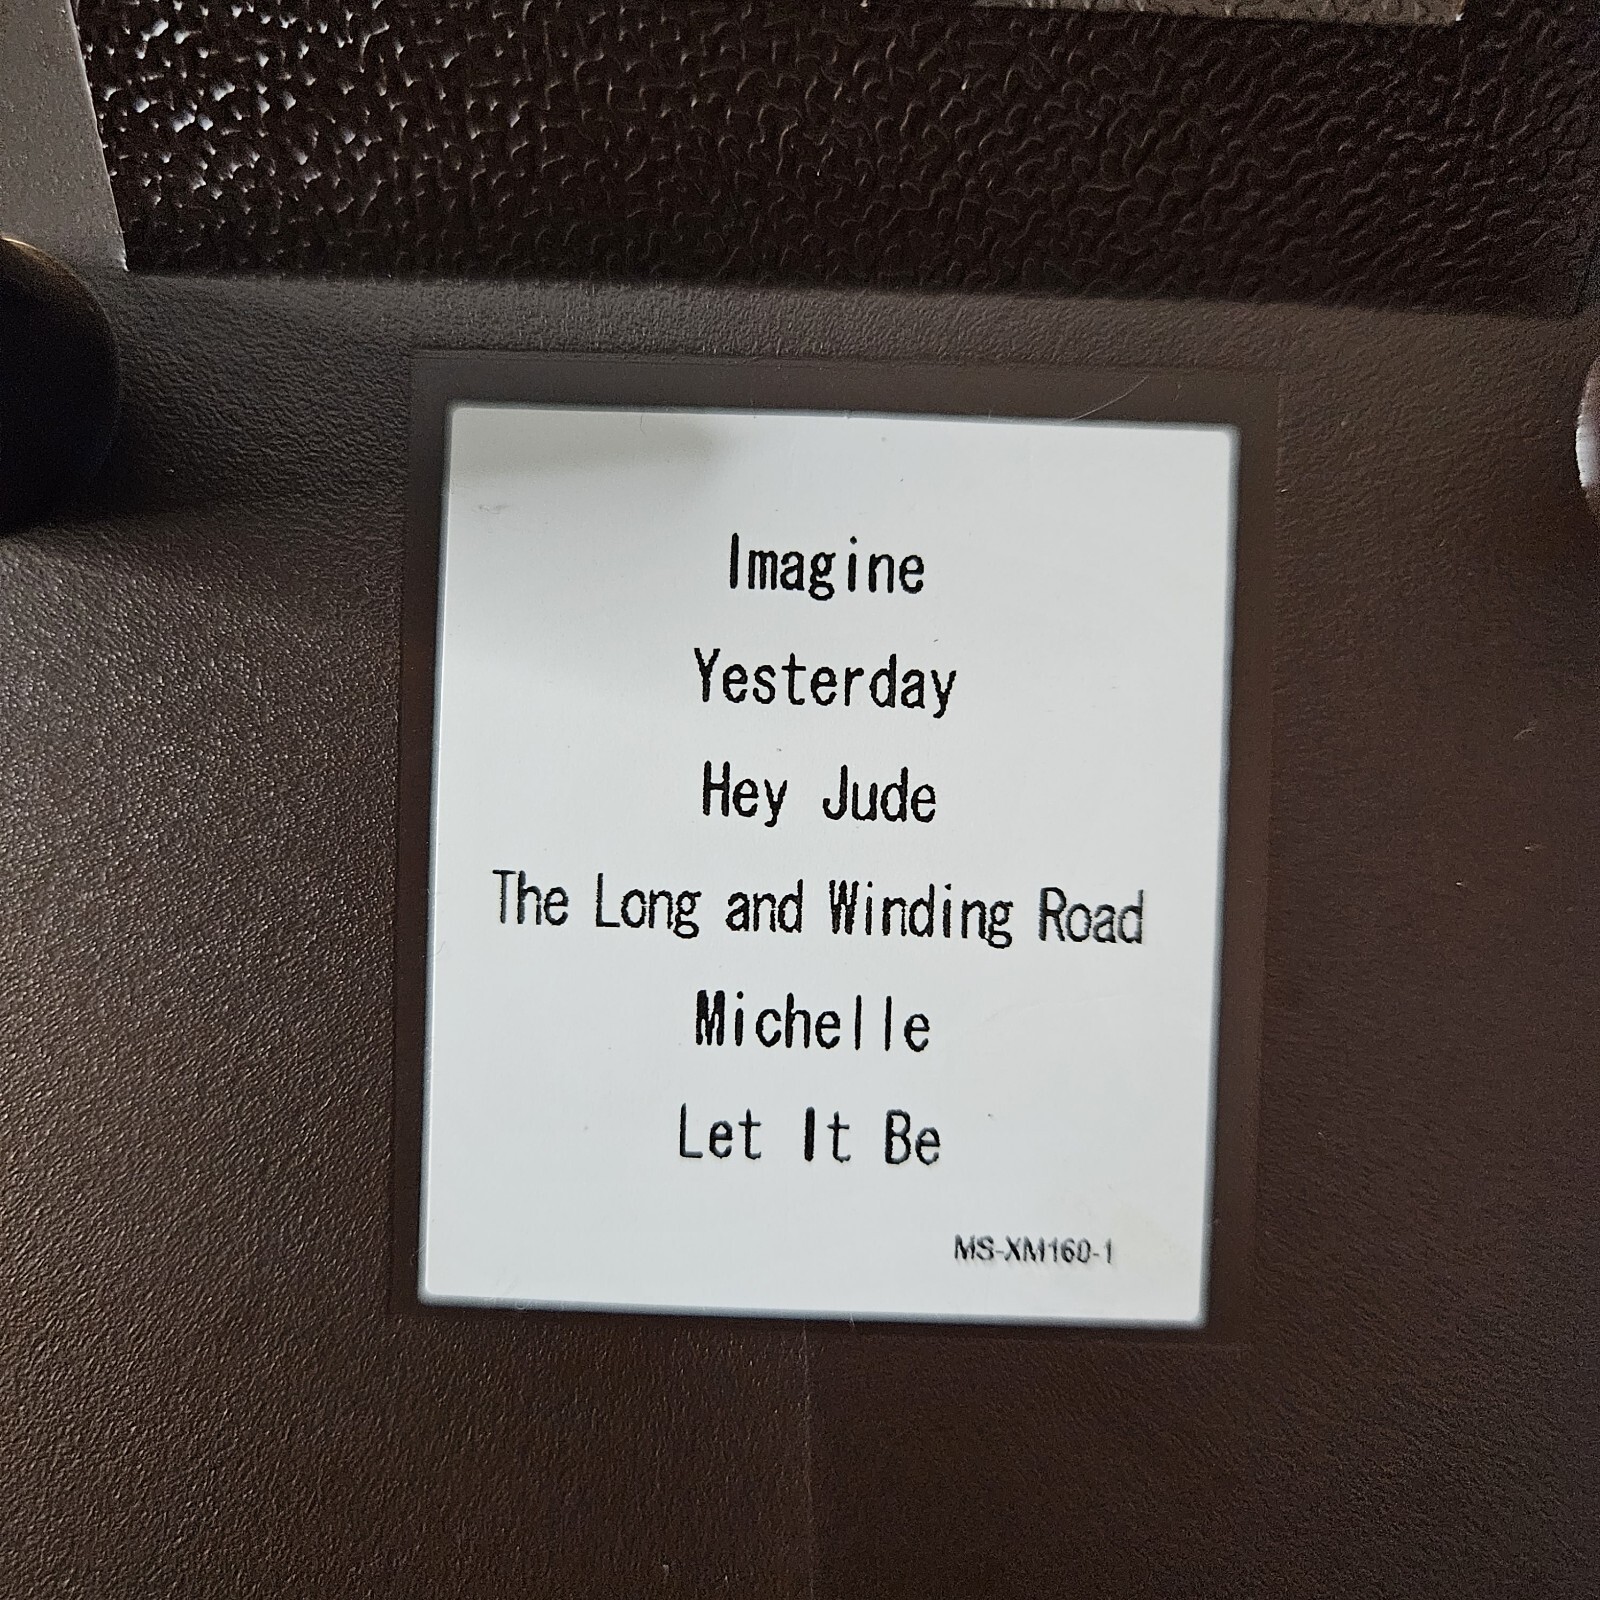 Imagine
Yesterday
Hey Jude
The Long and Winding Road
Michelle
Let It Be
MS-XM160-1